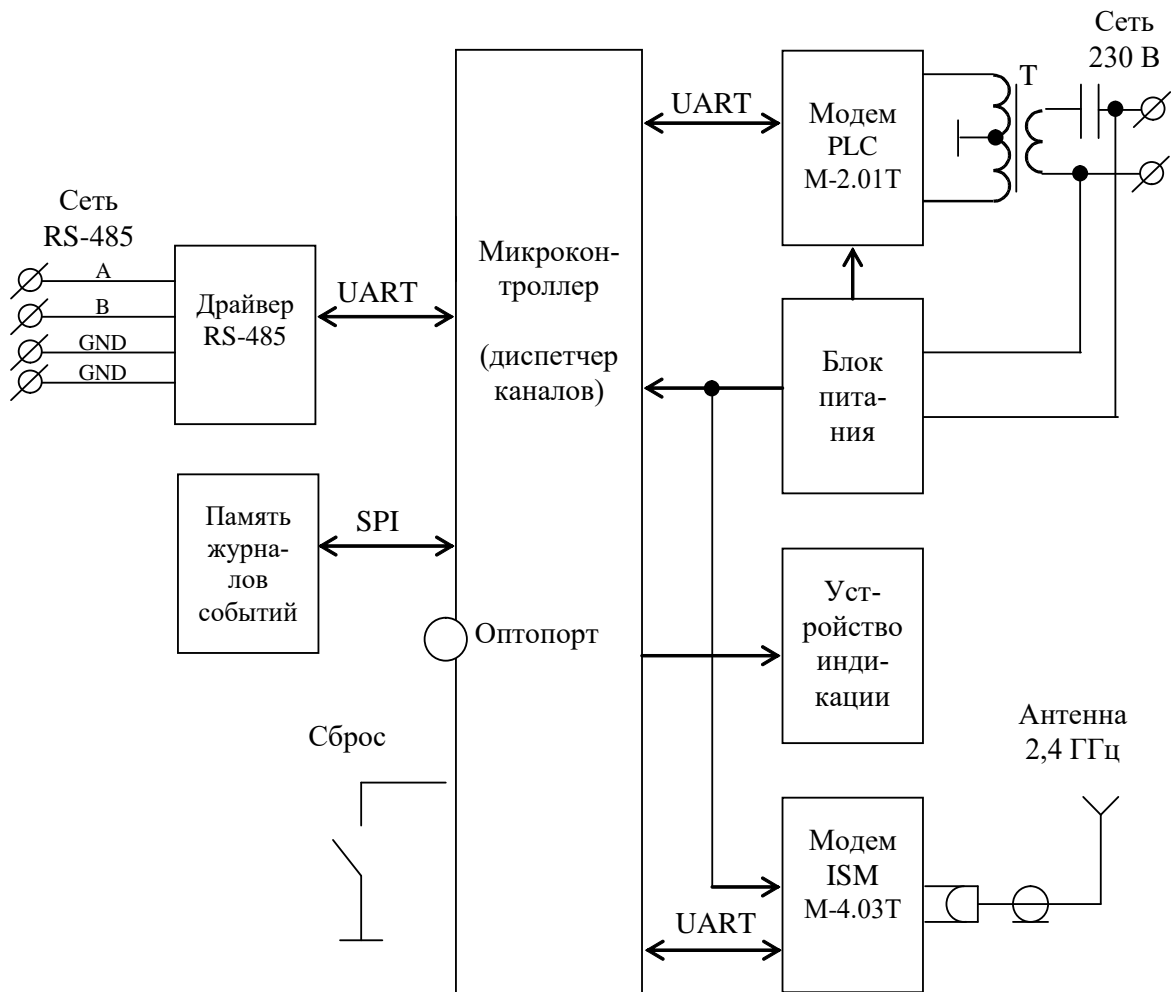 Сеть
230 В
T
UART
Модем
PLC
М-2.01Т
Сеть
RS-485
A
B
GND
GND
Драйвер
RS-485
UART
Микрокон-
троллер
(диспетчер
каналов)
Блок
пита-
ния
Память
журна-
лов
событий
SPI
Оптопорт
Уст-
ройство
инди-
кации
Сброс
Антенна
2,4 ГГц
Модем
ISM
М-4.03Т
UART